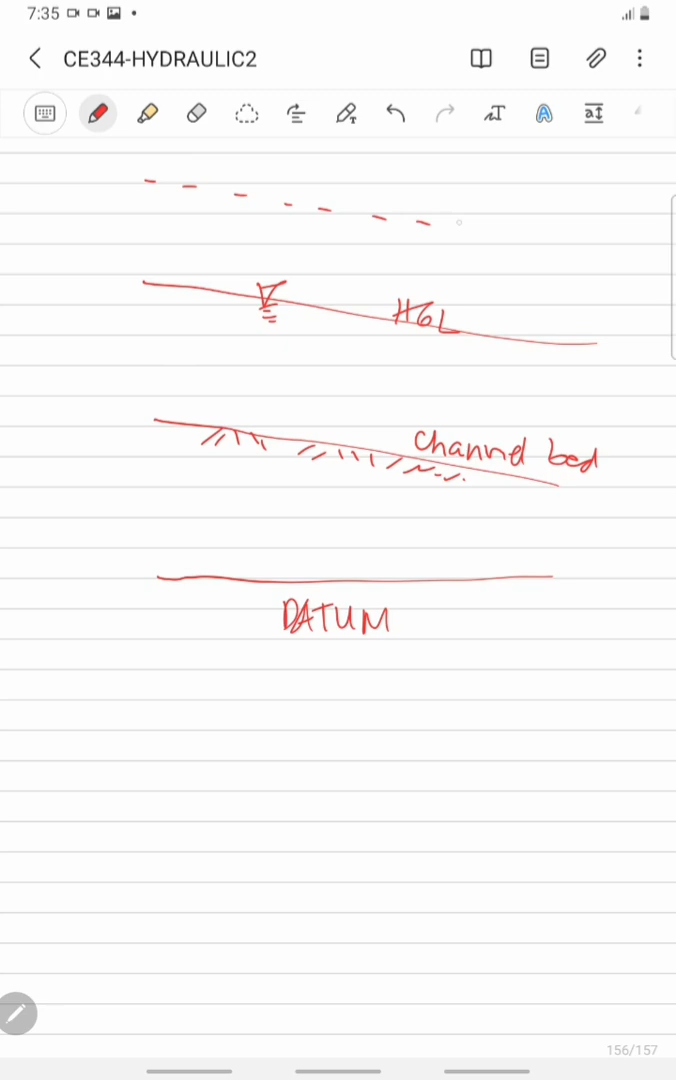 7:35
CE344-HYDRAULIC2
HGL
Channel bed
DATUM
156/157